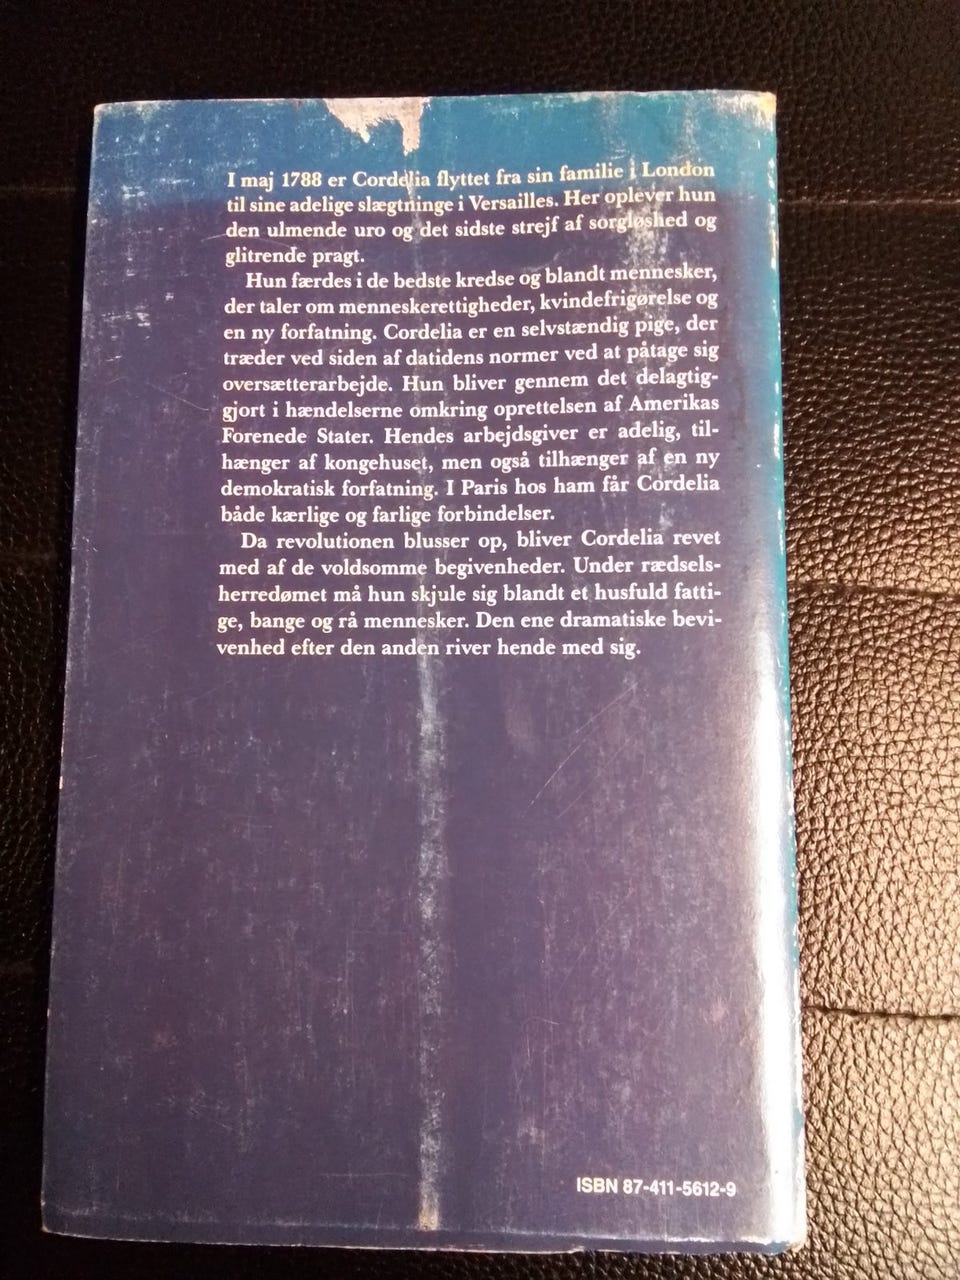 I maj 1788 er Cordelia flyttet fra sin familie i London
til sine adelige slægtninge i Versailles. Her oplever hun
den ulmende uro og det sidste strejf af sorgløshed og
glitrende pragt.
Hun færdes i de bedste kredse og blandt mennesker,
der taler om menneskerettigheder, kvindefrigørelse og
en ny forfatning. Cordelia er en selvstændig pige, der
træder ved siden af datidens normer ved at påtage sig
oversætterarbejde. Hun bliver gennem det delagtig-
gjort i hændelserne omkring oprettelsen af Amerikas
Forenede Stater. Hendes arbejdsgiver er adelig, til-
hænger af kongehuset, men også tilhænger af en ny
demokratisk forfatning. I Paris hos ham får Cordelia
både kærlige og farlige forbindelser.
Da revolutionen blusser op, bliver Cordelia revet
med af de voldsomme begivenheder. Under rædsels-
herredømet må hun skjule sig blandt et husfuld fatti-
ge, bange og rå mennesker. Den ene dramatiske bevi-
venhed efter den anden river hende med sig.
ISBN 87-411-5612-9